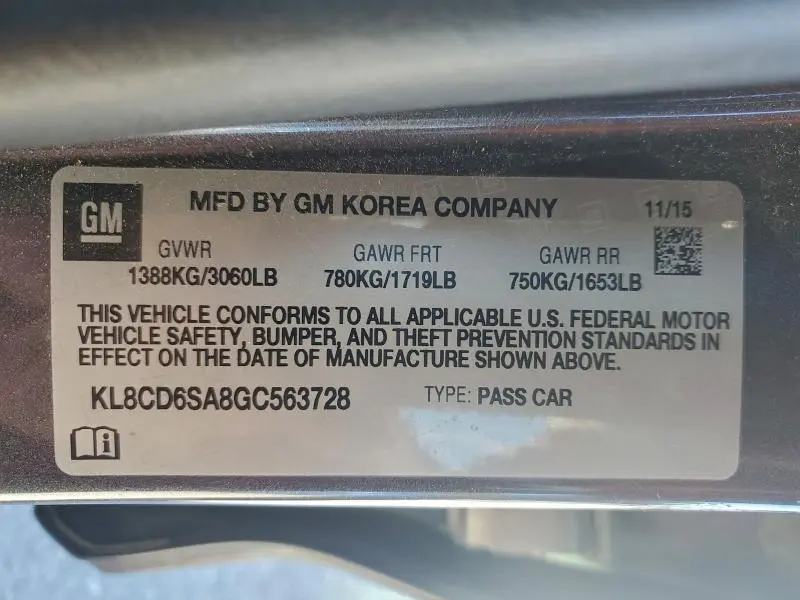 GM
MFD BY GM KOREA COMPANY 11/15
GVWR GAWR FRT GAWR RR
1388KG/3060LB 780KG/1719LB 750KG/1653LB
THIS VEHICLE CONFORMS TO ALL APPLICABLE U.S. FEDERAL MOTOR
VEHICLE SAFETY, BUMPER, AND THEFT PREVENTION STANDARDS IN
EFFECT ON THE DATE OF MANUFACTURE SHOWN ABOVE.
KL8CD6SA8GC563728 TYPE: PASS CAR